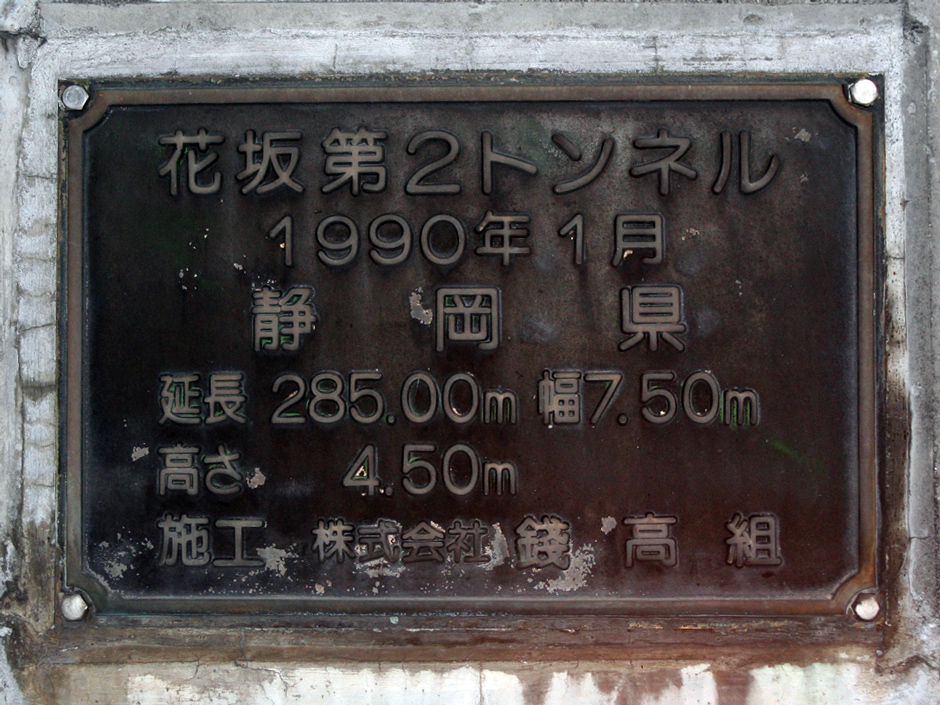 花坂第2トンネル
1990年1月
静岡県
延長 285.00m 幅7.50m
高さ 4.50m
施工 株式会社 錢高組